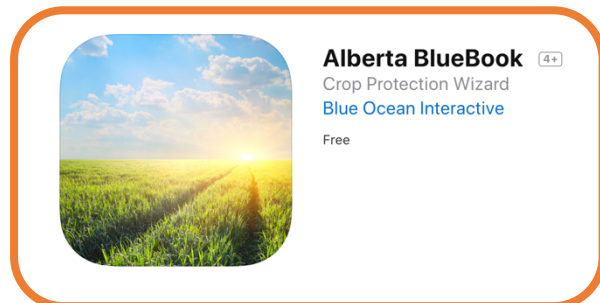 Alberta BlueBook 4+
Crop Protection Wizard
Blue Ocean Interactive
Free